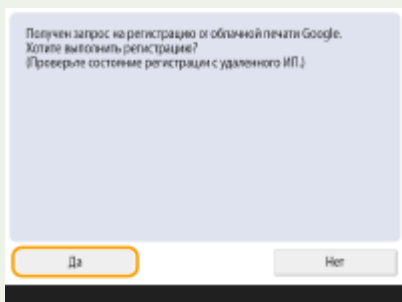 Получен запрос на регистрацию от облачной печати Google.
Хотите выполнить регистрацию?
(Проверьте состояние регистрации с удаленного ИП.)
Да
Нет